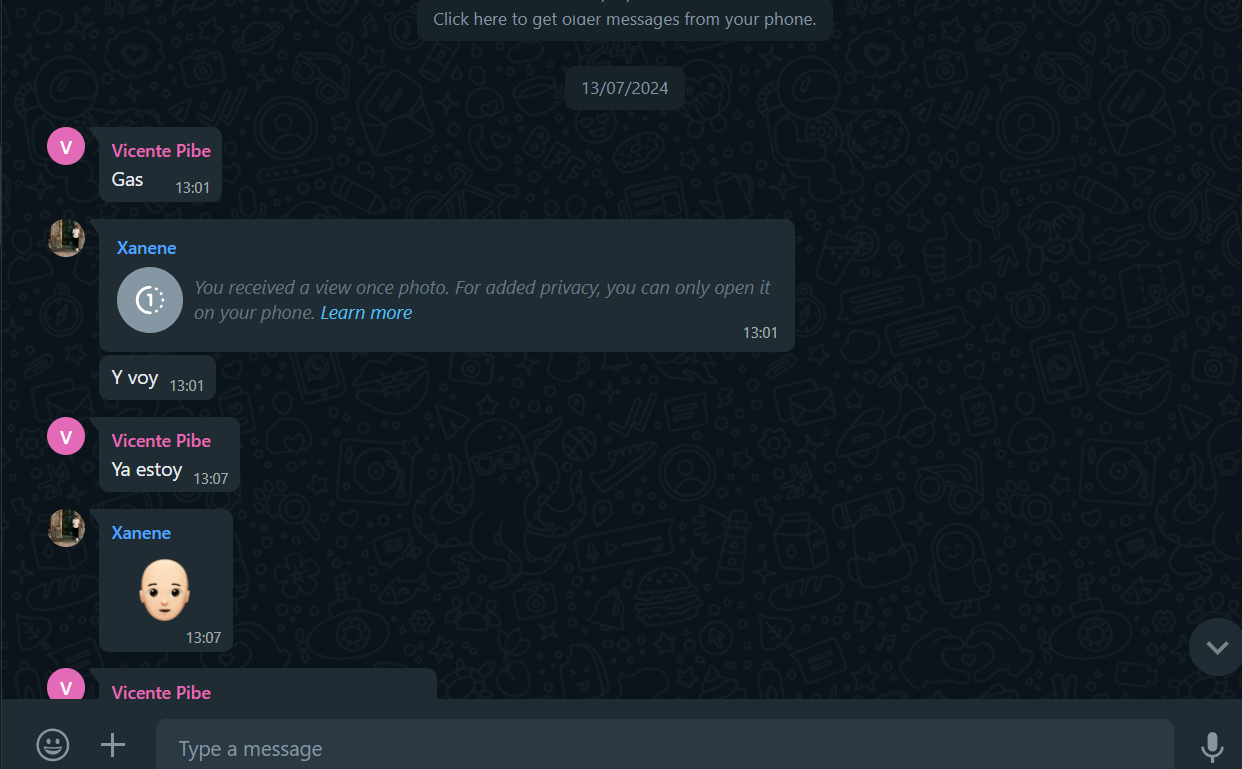 Click here to get older messages from your phone.
13/07/2024
V
Vicente Pibe
Gas 13:01
Xanene
1
You received a view once photo. For added privacy, you can only open it
on your phone. Learn more
13:01
Y voy 13:01
V
Vicente Pibe
Ya estoy 13:07
Xanene
13:07
V
Vicente Pibe
Type a message